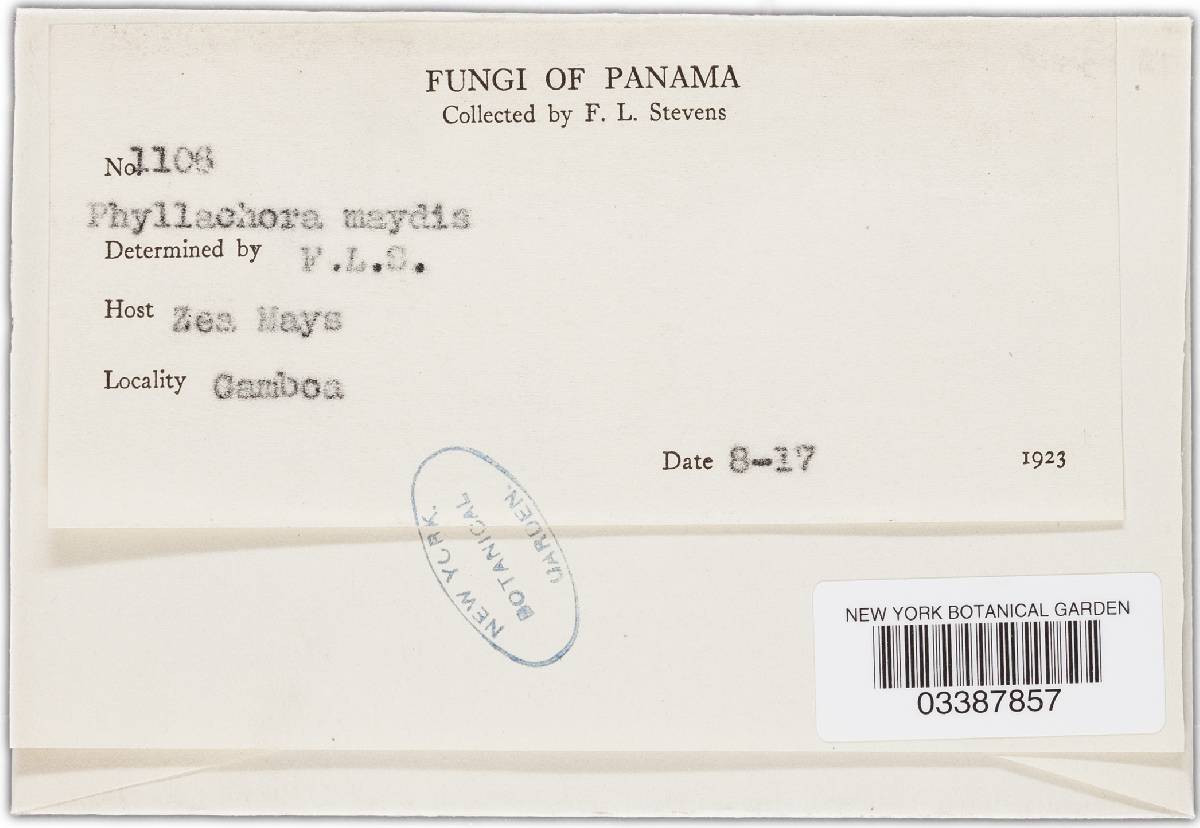 FUNGI OF PANAMA
Collected by F. L. Stevens
No. 1106
Phyllachora maydis
Determined by F.L.S.
Host Zea Mays
Locality Gamboa
Date 8-17 1923
NEW YORK
BOTANICAL
GARDEN.
NEW YORK BOTANICAL GARDEN
03387857